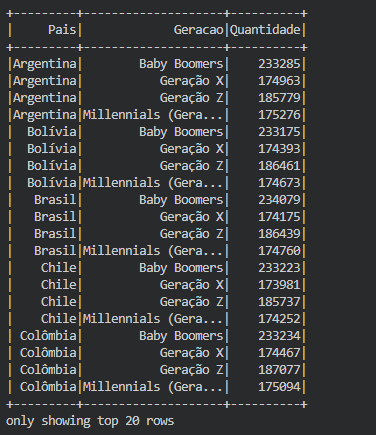 +---------+--------------------+----------+
|     Pais|             Geracao|Quantidade|
+---------+--------------------+----------+
|Argentina|        Baby Boomers|    233285|
|Argentina|           Geração X|    174963|
|Argentina|           Geração Z|    185779|
|Argentina|Millennials (Gera...|    175276|
|  Bolívia|        Baby Boomers|    233175|
|  Bolívia|           Geração X|    174393|
|  Bolívia|           Geração Z|    186461|
|  Bolívia|Millennials (Gera...|    174673|
|   Brasil|        Baby Boomers|    234079|
|   Brasil|           Geração X|    174175|
|   Brasil|           Geração Z|    186439|
|   Brasil|Millennials (Gera...|    174760|
|    Chile|        Baby Boomers|    233223|
|    Chile|           Geração X|    173981|
|    Chile|           Geração Z|    185737|
|    Chile|Millennials (Gera...|    174252|
| Colômbia|        Baby Boomers|    233234|
| Colômbia|           Geração X|    174467|
| Colômbia|           Geração Z|    187077|
| Colômbia|Millennials (Gera...|    175094|
+---------+--------------------+----------+
only showing top 20 rows